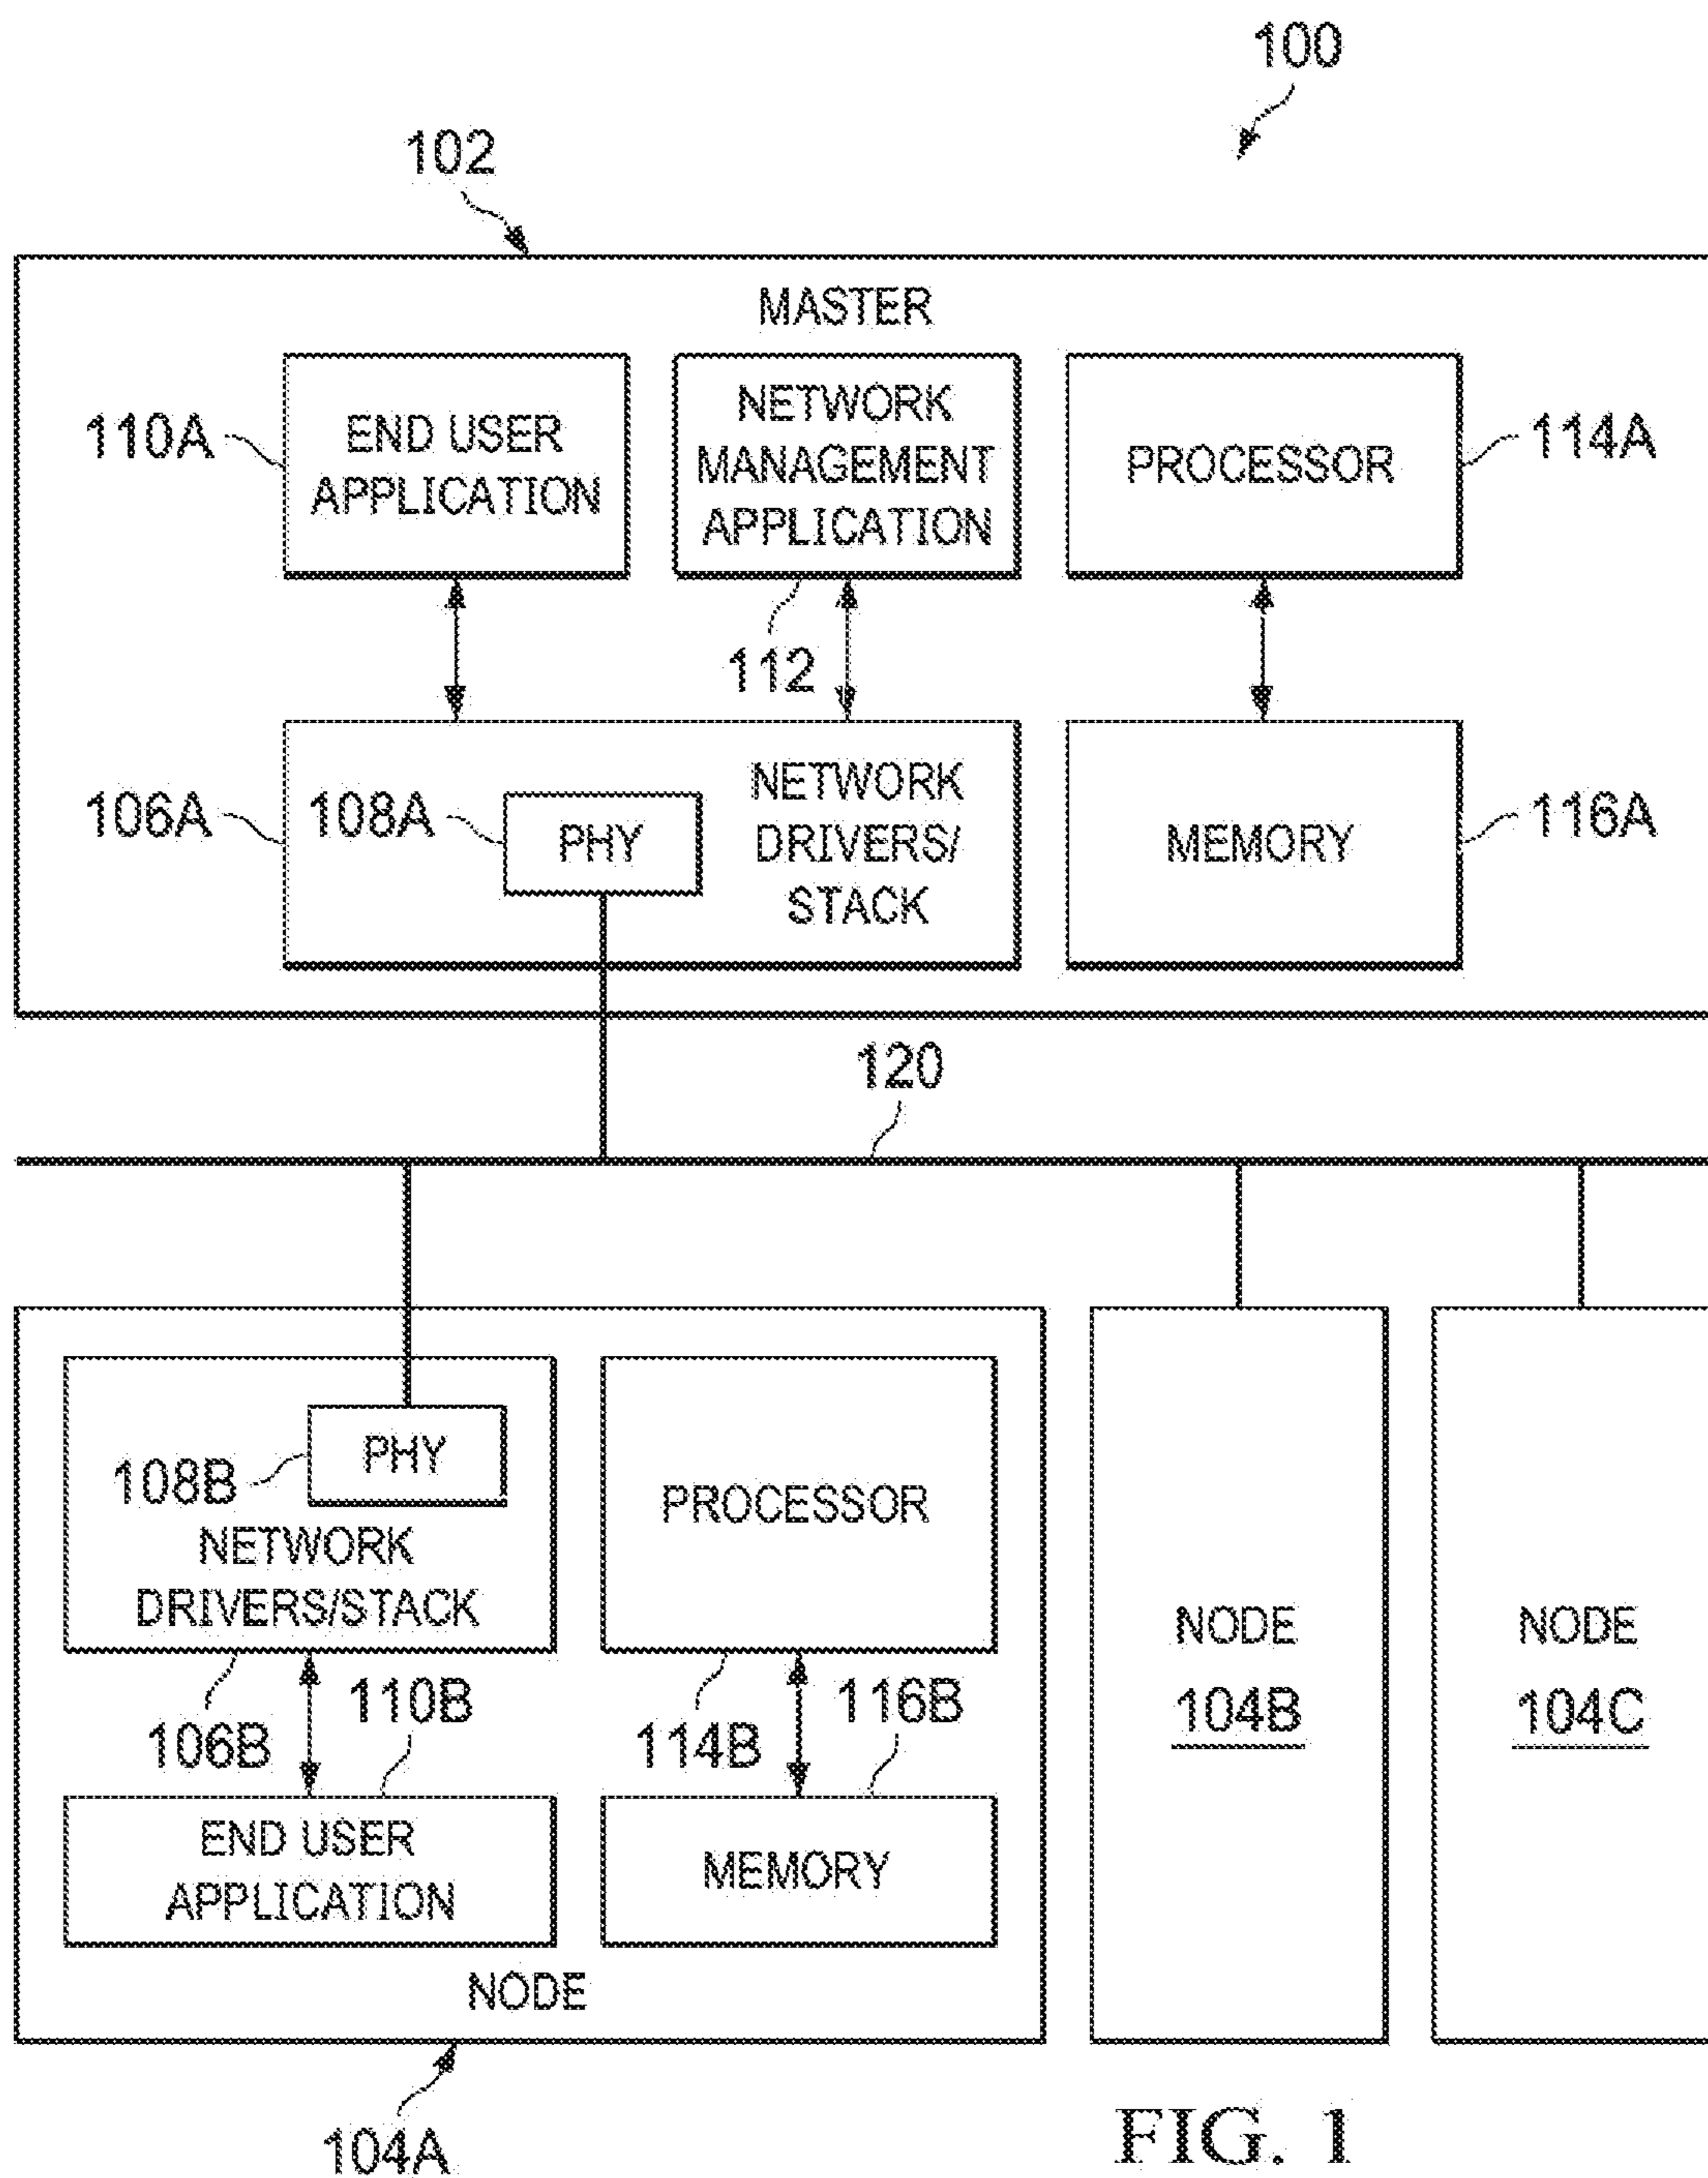 100
102
MASTER
110A
END USER
APPLICATION
NETWORK
MANAGEMENT
APPLICATION
PROCESSOR
114A
112
106A
108A
PHY
NETWORK
DRIVERS/
STACK
MEMORY
116A
120
108B
PHY
NETWORK
DRIVERS/STACK
PROCESSOR
106B
110B
114B
116B
END USER
APPLICATION
MEMORY
NODE
NODE
104B
NODE
104C
104A
FIG. 1